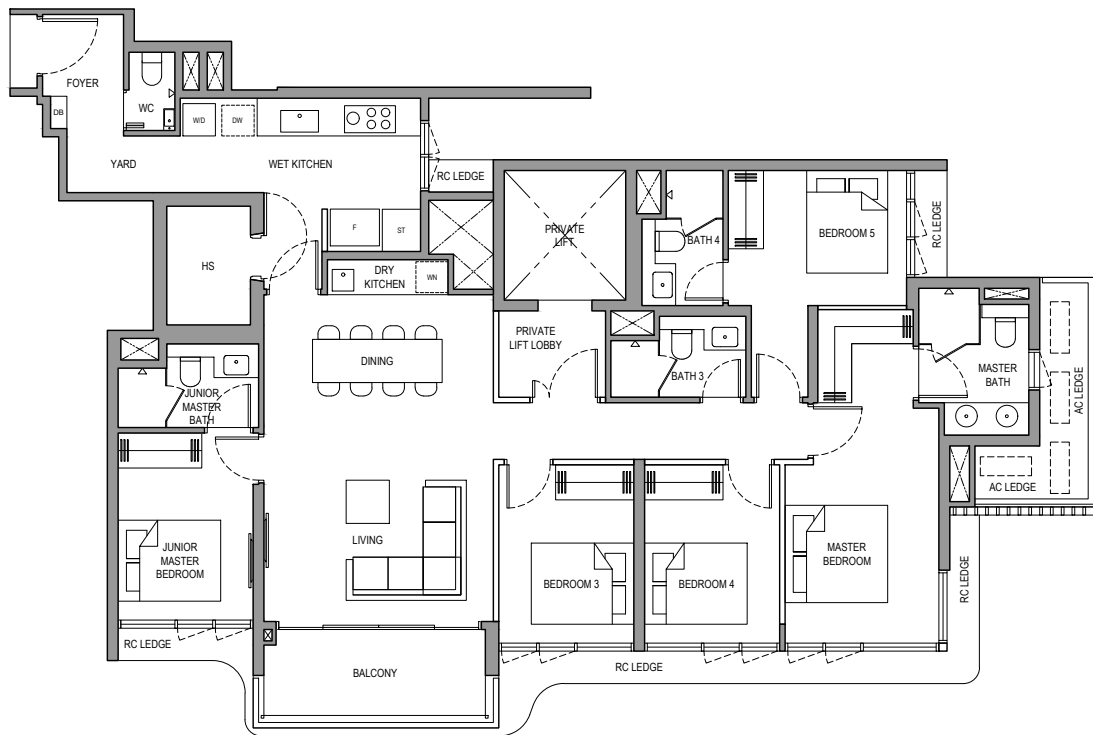 FOYER
DB
WC
W/D
DW
YARD
WET KITCHEN
RC LEDGE
F
ST
HS
DRY
KITCHEN
WN
PRIVATE
LIFT
BATH 4
BEDROOM 5
RC LEDGE
PRIVATE
LIFT LOBBY
DINING
BATH 3
MASTER
BATH
AC LEDGE
JUNIOR
MASTER
BATH
AC LEDGE
LIVING
JUNIOR
MASTER
BEDROOM
BEDROOM 3
BEDROOM 4
MASTER
BEDROOM
RC LEDGE
RC LEDGE
BALCONY
RC LEDGE